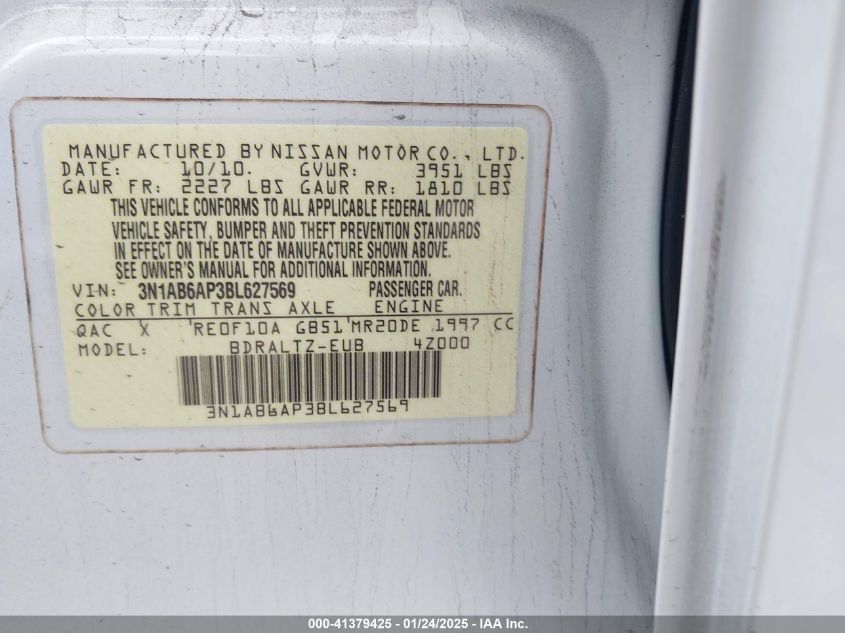 MANUFACTURED BY NISSAN MOTOR CO., LTD.
DATE: 10/10. GVWR: 3951 LBS
GAWR FR: 2227 LBS GAWR RR: 1810 LBS
THIS VEHICLE CONFORMS TO ALL APPLICABLE FEDERAL MOTOR
VEHICLE SAFETY, BUMPER AND THEFT PREVENTION STANDARDS
IN EFFECT ON THE DATE OF MANUFACTURE SHOWN ABOVE.
SEE OWNER'S MANUAL FOR ADDITIONAL INFORMATION.
VIN: 3N1AB6AP3BL627569 PASSENGER CAR.
COLOR TRIM TRANS AXLE ENGINE
QAC X RE0F10A GB51 MR20DE 1997 CC
MODEL: BDRALTZ-EUB 4Z000
3N1AB6AP3BL627569
000-41379425 - 01/24/2025 - IAA Inc.